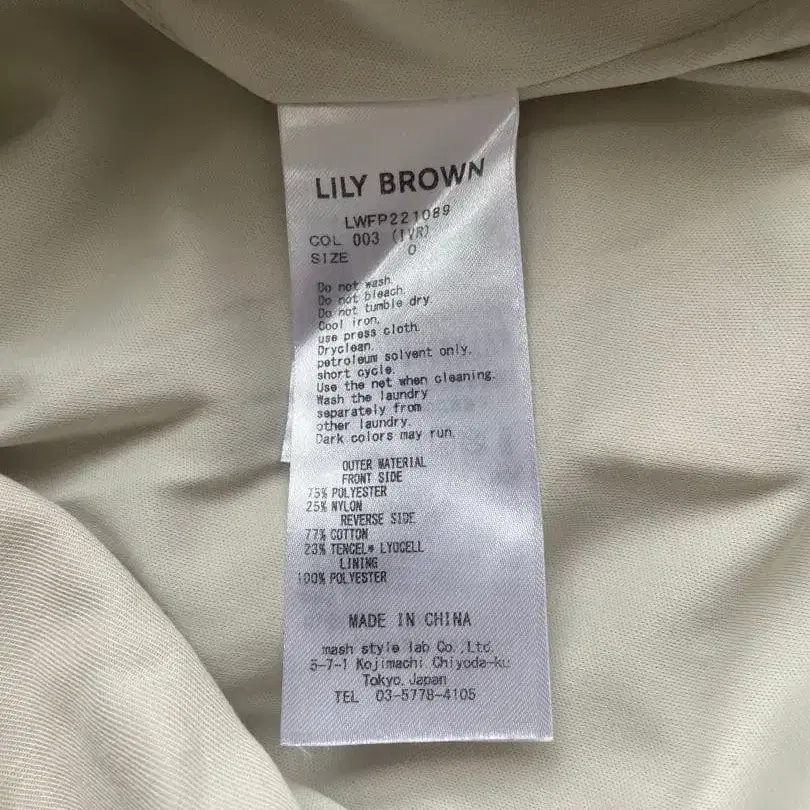 LILY BROWN
LWFP221089
COL 003 (IVR)
SIZE 0
Do not wash.
Do not bleach.
Do not tumble dry.
Cool iron.
use press cloth.
Dryclean.
petroleum solvent only.
short cycle.
Use the net when cleaning.
Wash the laundry
separately from
other laundry.
Dark colors may run.
OUTER MATERIAL
FRONT SIDE
75% POLYESTER
25% NYLON
REVERSE SIDE
77% COTTON
23% TENCEL* LYOCELL
LINING
100% POLYESTER
MADE IN CHINA
mash style lab Co.,Ltd.
5-7-1 Kojimachi Chiyoda-ku
Tokyo, Japan
TEL 03-5778-4105